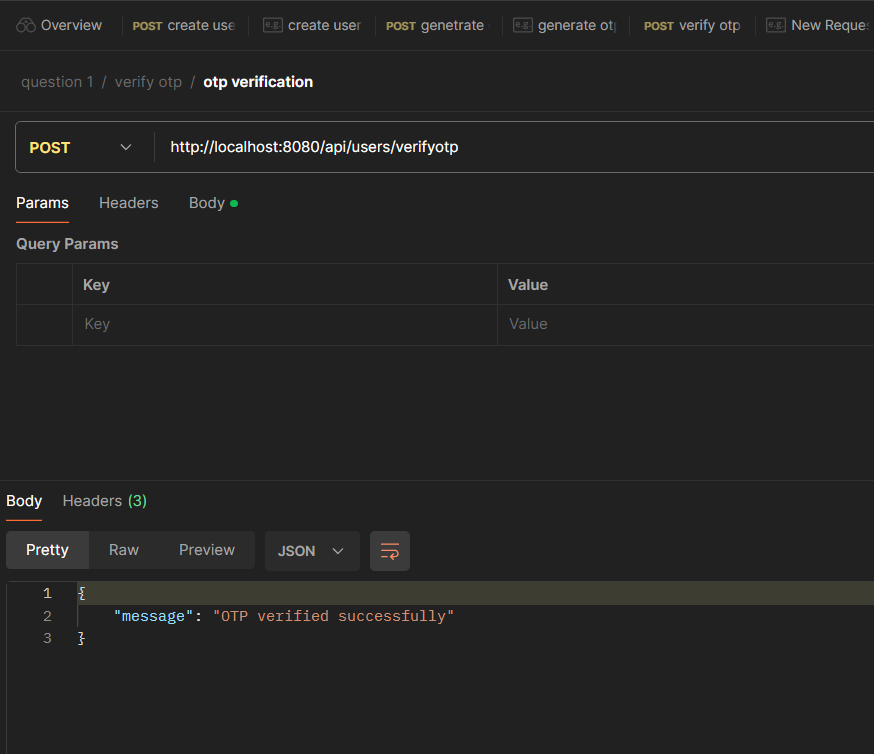 Overview POST create use e.g. create user POST genetrate e.g. generate otp POST verify otp e.g. New Reques
question 1 / verify otp / otp verification
POST http://localhost:8080/api/users/verifyotp
Params Headers Body
Query Params
Key Value
Key Value
Body Headers (3)
Pretty Raw Preview JSON
1 {
2 "message": "OTP verified successfully"
3 }